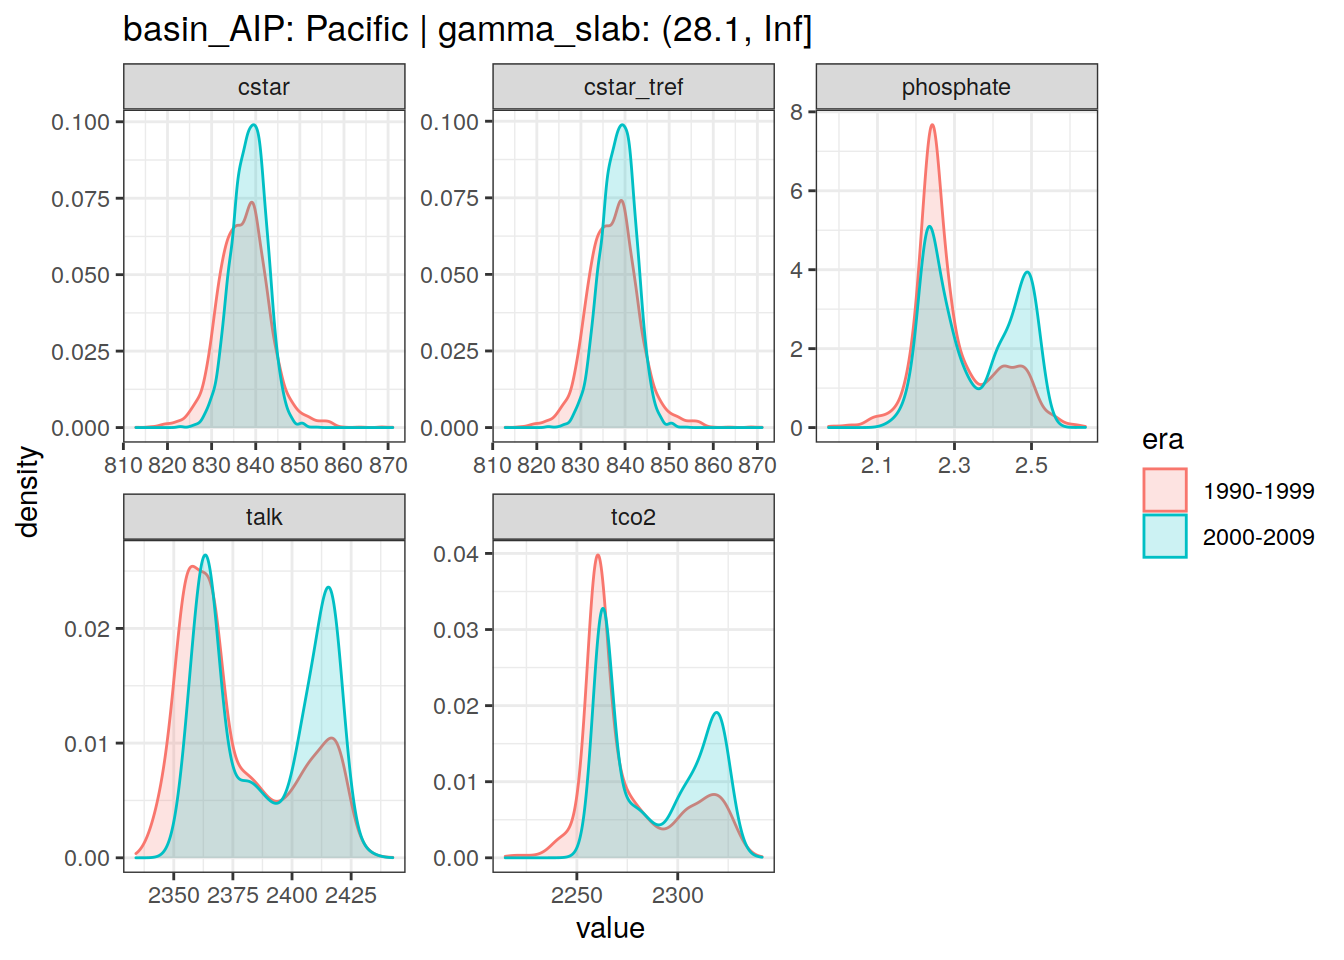 basin_AIP: Pacific | gamma_slab: (28.1, Inf]
cstar
cstar_tref
phosphate
0.100
0.075
0.050
0.025
0.000
810 820 830 840 850 860 870
0.100
0.075
0.050
0.025
0.000
810 820 830 840 850 860 870
8
6
4
2
0
2.1 2.3 2.5
density
talk
tco2
0.02
0.01
0.00
2350 2375 2400 2425
0.04
0.03
0.02
0.01
0.00
2250 2300
value
era
1990-1999
2000-2009